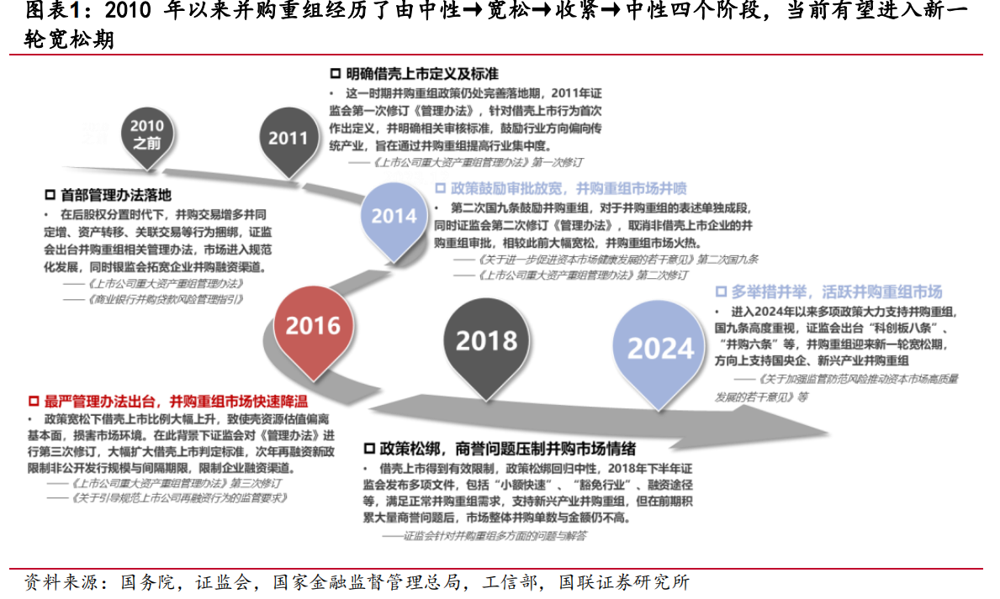 图表1：2010 年以来并购重组经历了由中性→宽松→收紧→中性四个阶段，当前有望进入新一
轮宽松期
2010
之前
首部管理办法落地
• 在后股权分置时代下，并购交易增多并同
定增、资产转移、关联交易等行为捆绑，证监
会出台并购重组相关管理办法，市场进入规范
化发展，同时银监会拓宽企业并购融资渠道。
——《上市公司重大资产重组管理办法》
——《商业银行并购贷款风险管理指引》
2011
明确借壳上市定义及标准
• 这一时期并购重组政策仍处完善落地期，2011年证
监会第一次修订《管理办法》，针对借壳上市行为首次
作出定义，并明确相关审核标准，鼓励行业方向偏向传
统产业，旨在通过并购重组提高行业集中度。
——《上市公司重大资产重组管理办法》第一次修订
2014
政策鼓励审批放宽，并购重组市场井喷
• 第二次国九条鼓励并购重组，对于并购重组的表述单独成段，
同时证监会第二次修订《管理办法》，取消非借壳上市企业的并
购重组审批，相较此前大幅宽松，并购重组市场火热。
——《关于进一步促进资本市场健康发展的若干意见》第二次国九条
——《上市公司重大资产重组管理办法》第二次修订
2016
最严管理办法出台，并购重组市场快速降温
• 政策宽松下借壳上市比例大幅上升，致使壳资源估值偏离
基本面，损害市场环境。在此背景下证监会对《管理办法》进
行第三次修订，大幅扩大借壳上市判定标准，次年再融资新政
限制非公开发行规模与间隔期限，限制企业融资渠道。
——《上市公司重大资产重组管理办法》第三次修订
——《关于引导规范上市公司再融资行为的监管要求》
2018
政策松绑，商誉问题压制并购市场情绪
• 借壳上市得到有效限制，政策松绑回归中性，2018年下半年证
监会发布多项文件，包括“小额快速”、“豁免行业”、融资途径
等，满足正常并购重组需求，支持新兴产业并购重组，但在前期积
累大量商誉问题后，市场整体并购单数与金额仍不高。
——证监会针对并购重组多方面的问题与解答
2024
多举措并举，活跃并购重组市场
• 进入2024年以来多项政策大力支持并购重组，
国九条高度重视，证监会出台“科创板八条”、
“并购六条”等，并购重组迎来新一轮宽松期，
方向上支持国央企、新兴产业并购重组
——《关于加强监管防范风险推动资本市场高质量
发展的若干意见》等
资料来源：国务院，证监会，国家金融监督管理总局，工信部，国联证券研究所